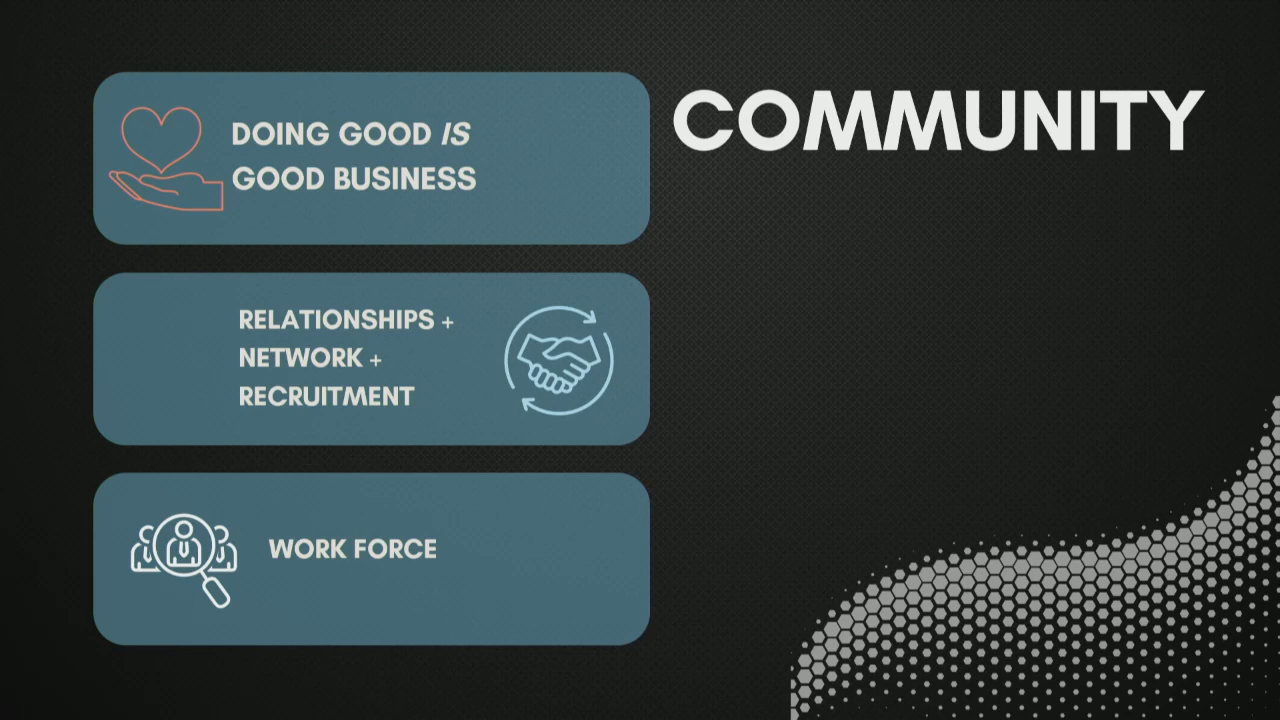 COMMUNITY
DOING GOOD IS
GOOD BUSINESS
RELATIONSHIPS +
NETWORK +
RECRUITMENT
WORK FORCE